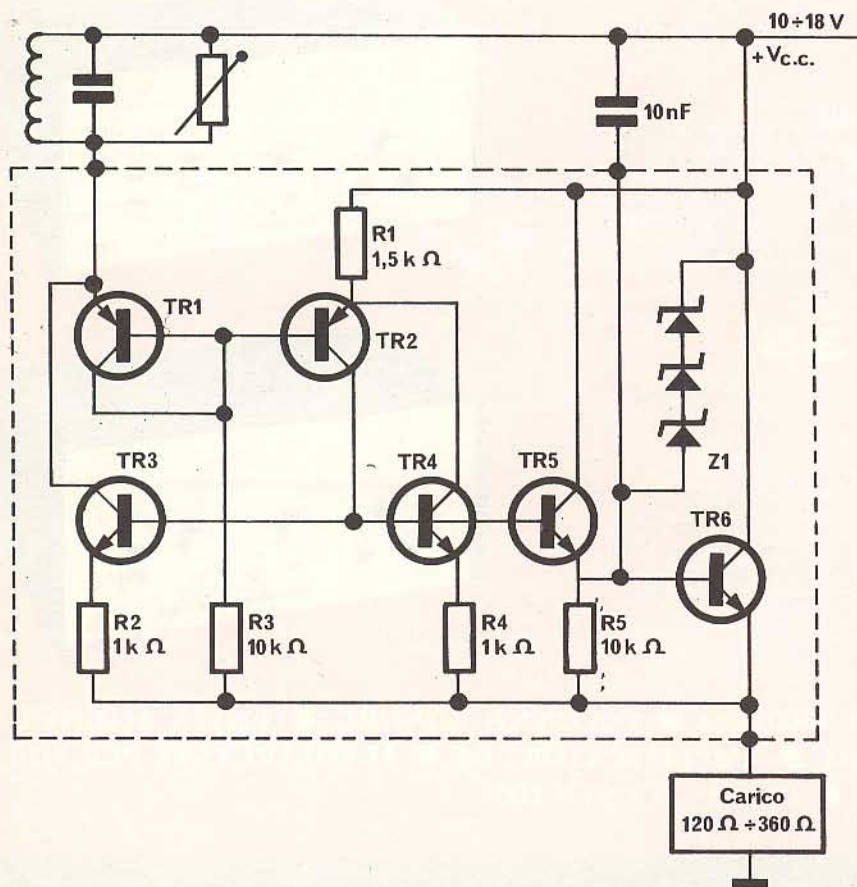 10÷18 V
+ Vc.c.
10nF
R1
1,5 k Ω
TR1
TR2
TR3
TR4
TR5
Z1
TR6
R2
1k Ω
R3
10k Ω
R4
1k Ω
R5
10k Ω
Carico
120 Ω ÷360 Ω